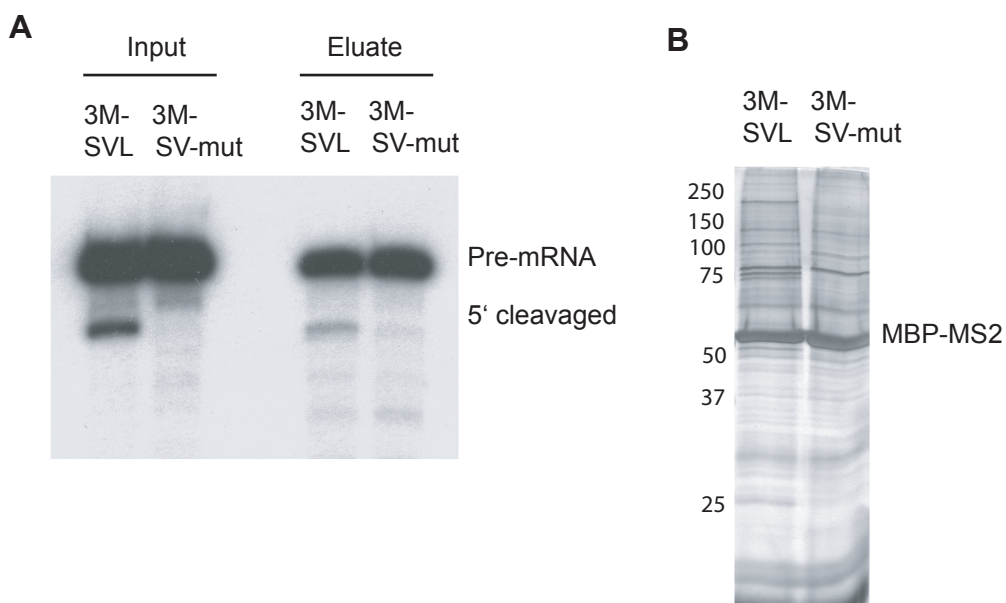 A
Input
Eluate
3M-
SVL
3M-
SV-mut
3M-
SVL
3M-
SV-mut
Pre-mRNA
5‘ cleavaged
B
3M-
SVL
3M-
SV-mut
250
150
100
75
50
37
25
MBP-MS2